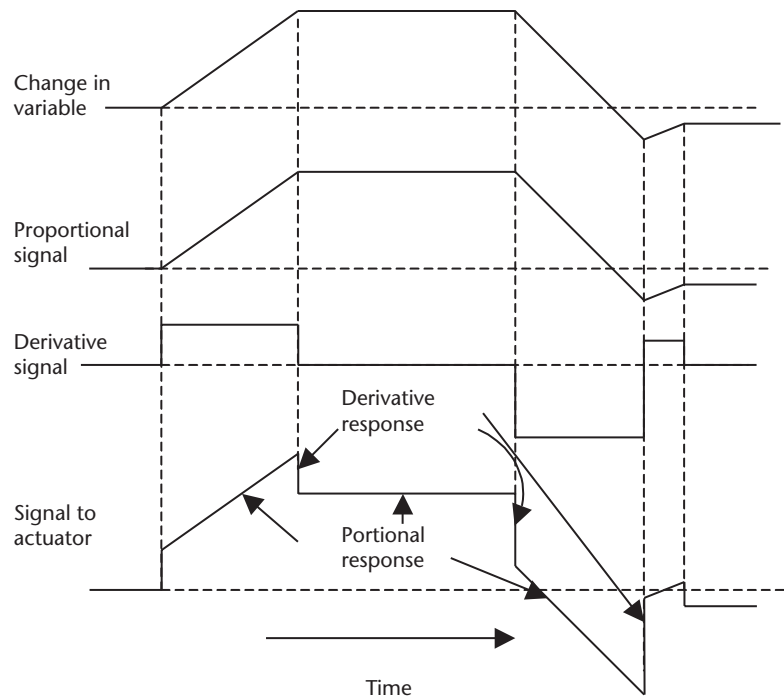 Change in
variable
Proportional
signal
Derivative
signal
Derivative
response
Signal to
actuator
Portional
response
Time